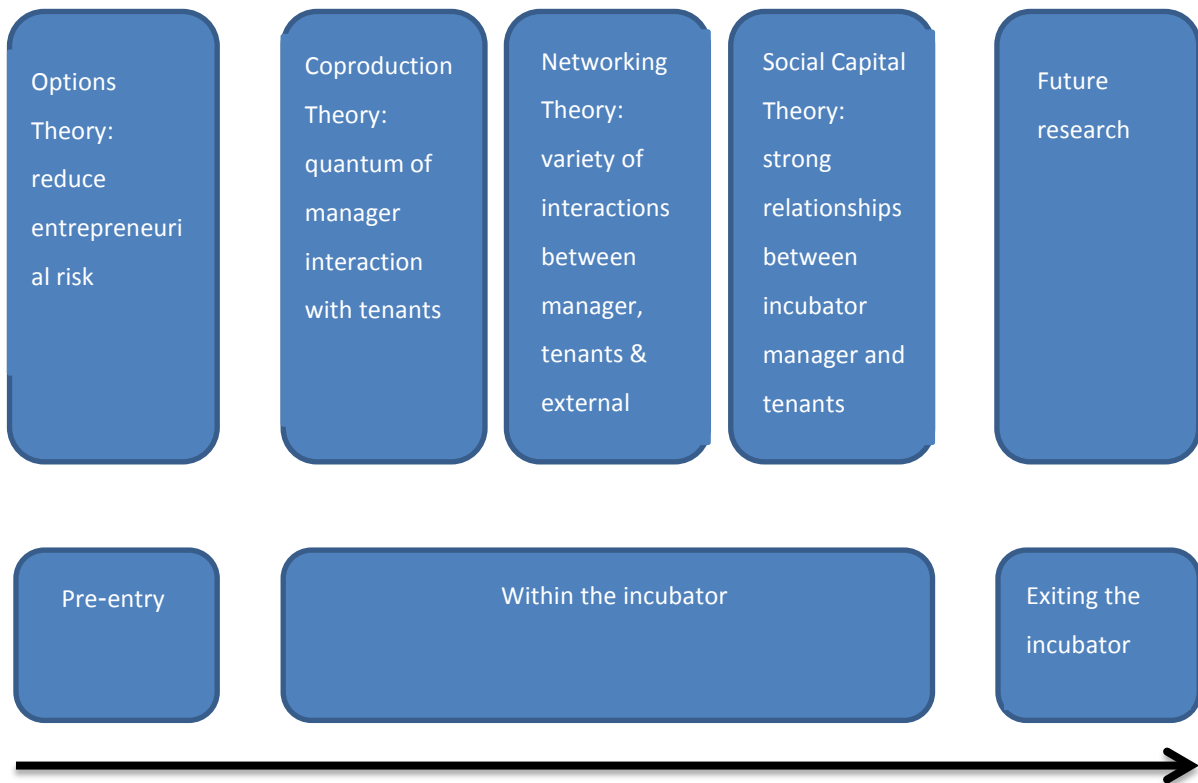 Options
Theory:
reduce
entrepreneuri
al risk
Coproduction
Theory:
quantum of
manager
interaction
with tenants
Networking
Theory:
variety of
interactions
between
manager,
tenants &
external
Social Capital
Theory:
strong
relationships
between
incubator
manager and
tenants
Future
research
Pre-entry
Within the incubator
Exiting the
incubator